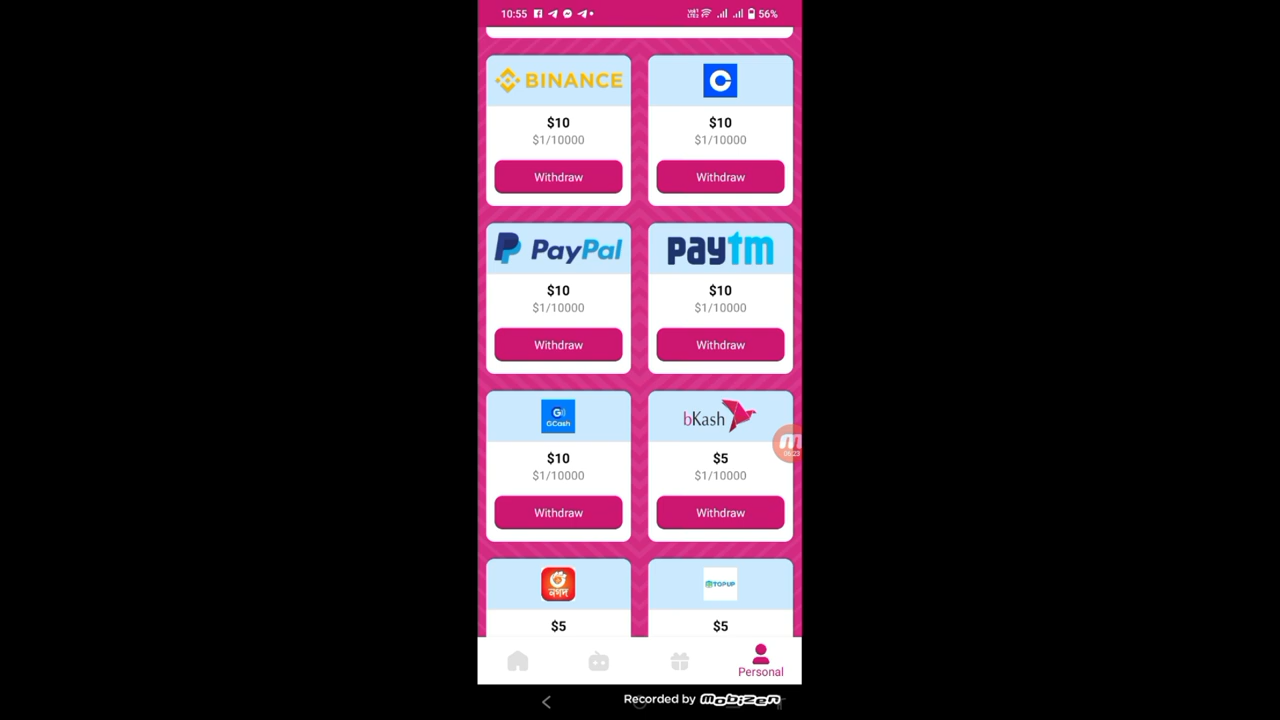 10:55
56%
BINANCE
$10
$1/10000
Withdraw
$10
$1/10000
Withdraw
PayPal
$10
$1/10000
Withdraw
paytm
$10
$1/10000
Withdraw
G
GCash
$10
$1/10000
Withdraw
bKash
$5
$1/10000
Withdraw
নগদ
$5
TOPUP
$5
Personal
Recorded by mobizen